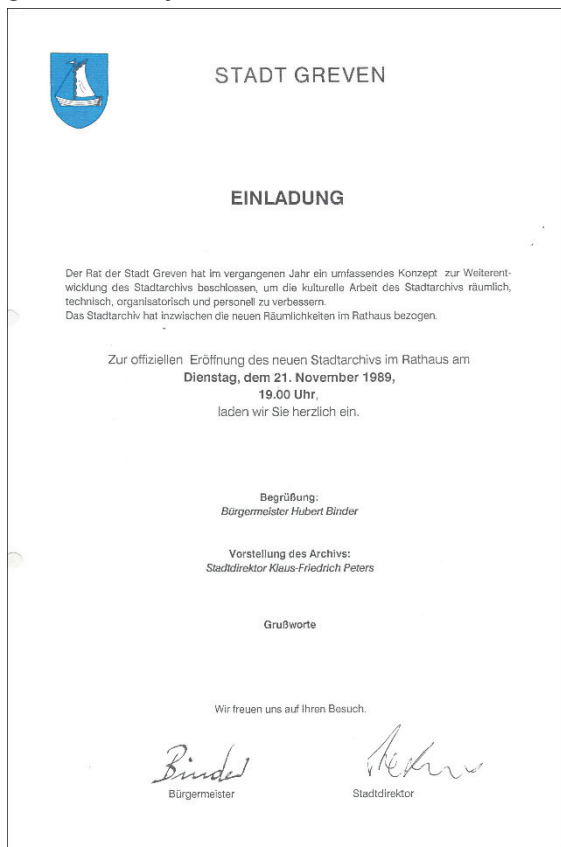 STADT GREVEN
EINLADUNG
Der Rat der Stadt Greven hat im vergangenen Jahr ein umfassendes Konzept zur Weiterent-
wicklung des Stadtarchivs beschlossen, um die kulturelle Arbeit des Stadtarchivs räumlich,
technisch, organisatorisch und personell zu verbessern.
Das Stadtarchiv hat inzwischen die neuen Räumlichkeiten im Rathaus bezogen.
Zur offiziellen Eröffnung des neuen Stadtarchivs im Rathaus am
Dienstag, dem 21. November 1989,
19.00 Uhr,
laden wir Sie herzlich ein.
Begrüßung:
Bürgermeister Hubert Binder
Vorstellung des Archivs:
Stadtdirektor Klaus-Friedrich Peters
Grußworte
Wir freuen uns auf Ihren Besuch.
Binder
Bürgermeister
Stadtdirektor